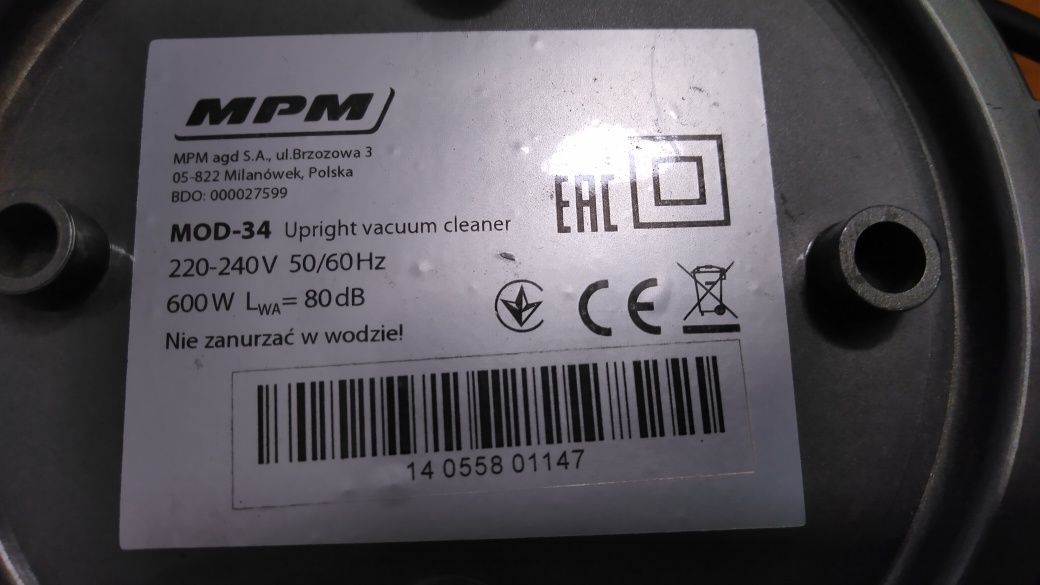 MPM
MPM agd S.A., ul.Brzozowa 3
05-822 Milanówek, Polska
BDO: 000027599
MOD-34 Upright vacuum cleaner
220-240V 50/60Hz
600W LWA= 80dB
Nie zanurzać w wodzie!
EAC
CE
14 0558 01147